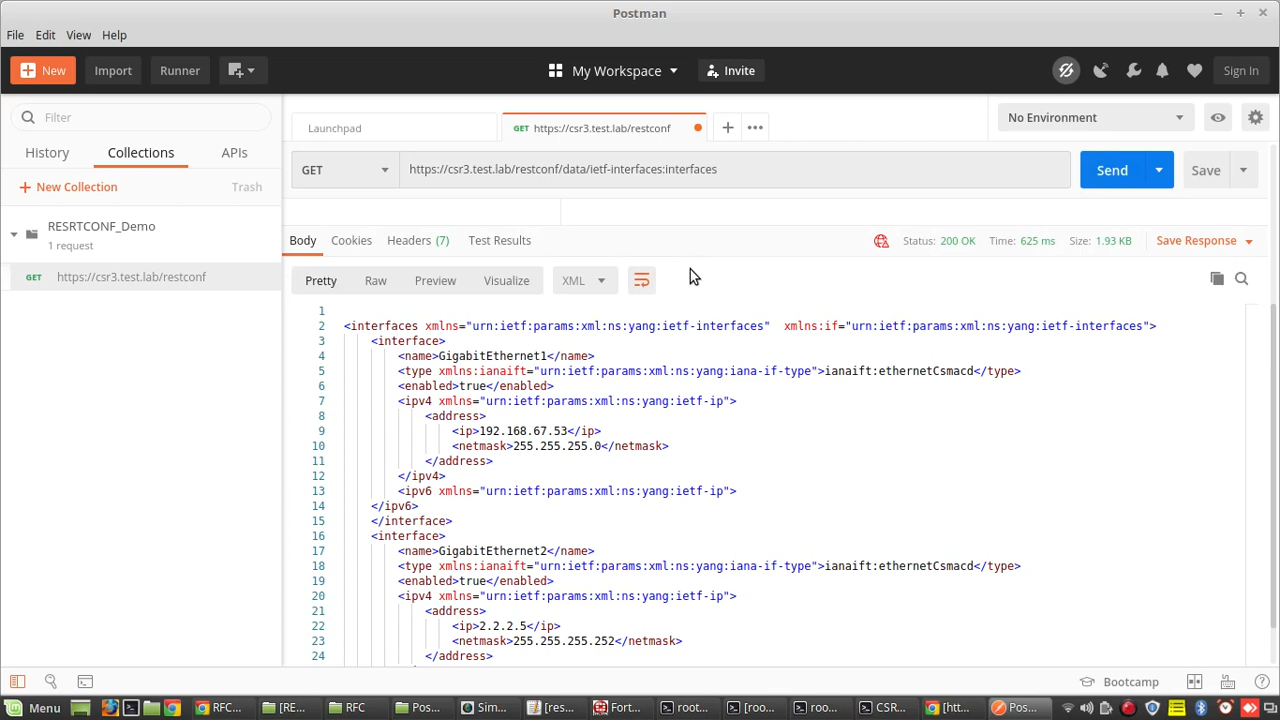 Postman
File Edit View Help
New Import Runner My Workspace Invite Sign In
Filter
Launchpad GET https://csr3.test.lab/restconf No Environment
History Collections APIs
GET https://csr3.test.lab/restconf/data/ietf-interfaces:interfaces Send Save
New Collection Trash
RESRTCONF_Demo
1 request
GET https://csr3.test.lab/restconf
Body Cookies Headers (7) Test Results Status: 200 OK Time: 625 ms Size: 1.93 KB Save Response
Pretty Raw Preview Visualize XML
1
2 <interfaces xmlns="urn:ietf:params:xml:ns:yang:ietf-interfaces" xmlns:if="urn:ietf:params:xml:ns:yang:ietf-interfaces">
3 <interface>
4 <name>GigabitEthernet1</name>
5 <type xmlns:ianaift="urn:ietf:params:xml:ns:yang:iana-if-type">ianaift:ethernetCsmacd</type>
6 <enabled>true</enabled>
7 <ipv4 xmlns="urn:ietf:params:xml:ns:yang:ietf-ip">
8 <address>
9 <ip>192.168.67.53</ip>
10 <netmask>255.255.255.0</netmask>
11 </address>
12 </ipv4>
13 <ipv6 xmlns="urn:ietf:params:xml:ns:yang:ietf-ip">
14 </ipv6>
15 </interface>
16 <interface>
17 <name>GigabitEthernet2</name>
18 <type xmlns:ianaift="urn:ietf:params:xml:ns:yang:iana-if-type">ianaift:ethernetCsmacd</type>
19 <enabled>true</enabled>
20 <ipv4 xmlns="urn:ietf:params:xml:ns:yang:ietf-ip">
21 <address>
22 <ip>2.2.2.5</ip>
23 <netmask>255.255.255.252</netmask>
24 </address>
Bootcamp
Menu RFC... [RE... RFC Pos... Sim... [res... Fort... root... [roo... roo... CSR... [htt... Pos...